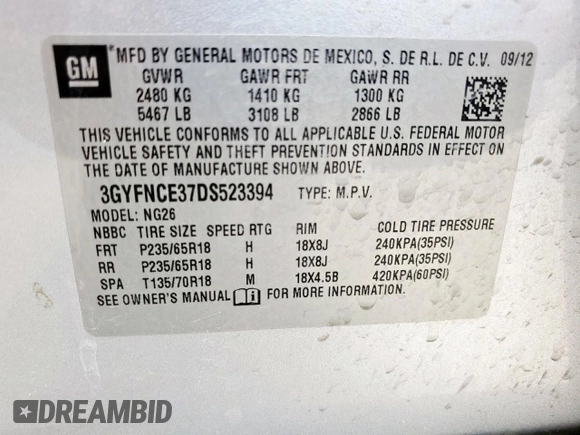 GM
*MFD BY GENERAL MOTORS DE MEXICO, S. DE R.L. DE C.V. 09/12
GVWR GAWR FRT GAWR RR
2480 KG 1410 KG 1300 KG
5467 LB 3108 LB 2866 LB
THIS VEHICLE CONFORMS TO ALL APPLICABLE U.S. FEDERAL MOTOR
VEHICLE SAFETY AND THEFT PREVENTION STANDARDS IN EFFECT ON
THE DATE OF MANUFACTURE SHOWN ABOVE.
3GYFNCE37DS523394 TYPE: M.P.V.
MODEL: NG26
NBBC TIRE SIZE SPEED RTG RIM COLD TIRE PRESSURE
FRT P235/65R18 H 18X8J 240KPA(35PSI)
RR P235/65R18 H 18X8J 240KPA(35PSI)
SPA T135/70R18 M 18X4.5B 420KPA(60PSI)
SEE OWNER'S MANUAL FOR MORE INFORMATION.
DREAMBID